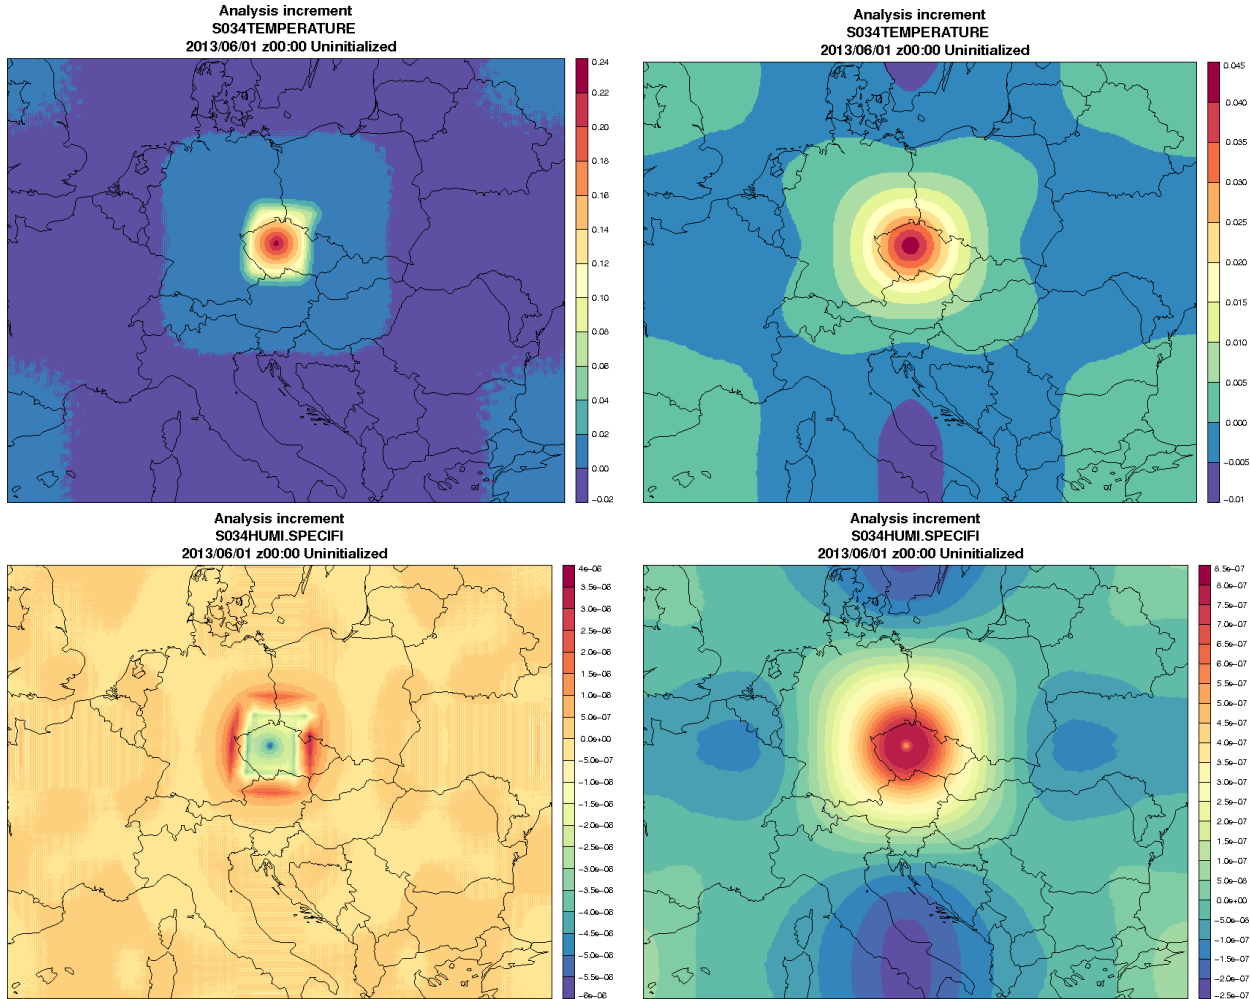 Analysis increment
S034TEMPERATURE
2013/06/01 z00:00 Uninitialized
0.24
0.22
0.20
0.18
0.16
0.14
0.12
0.10
0.08
0.06
0.04
0.02
0.00
-0.02
Analysis increment
S034TEMPERATURE
2013/06/01 z00:00 Uninitialized
0.045
0.040
0.035
0.030
0.025
0.020
0.015
0.010
0.005
0.000
-0.005
-0.01
Analysis increment
S034HUMI.SPECIFI
2013/06/01 z00:00 Uninitialized
4e-06
3.5e-06
3.0e-06
2.5e-06
2.0e-06
1.5e-06
1.0e-06
5.0e-07
0.0e+00
-5.0e-07
-1.0e-06
-1.5e-06
-2.0e-06
-2.5e-06
-3.0e-06
-3.5e-06
-4.0e-06
-4.5e-06
-5.0e-06
-5.5e-06
-6e-06
Analysis increment
S034HUMI.SPECIFI
2013/06/01 z00:00 Uninitialized
8.5e-07
8.0e-07
7.5e-07
7.0e-07
6.5e-07
6.0e-07
5.5e-07
5.0e-07
4.5e-07
4.0e-07
3.5e-07
3.0e-07
2.5e-07
2.0e-07
1.5e-07
1.0e-07
5.0e-08
0.0e+00
-5.0e-08
-1.0e-07
-1.5e-07
-2.0e-07
-2.5e-07